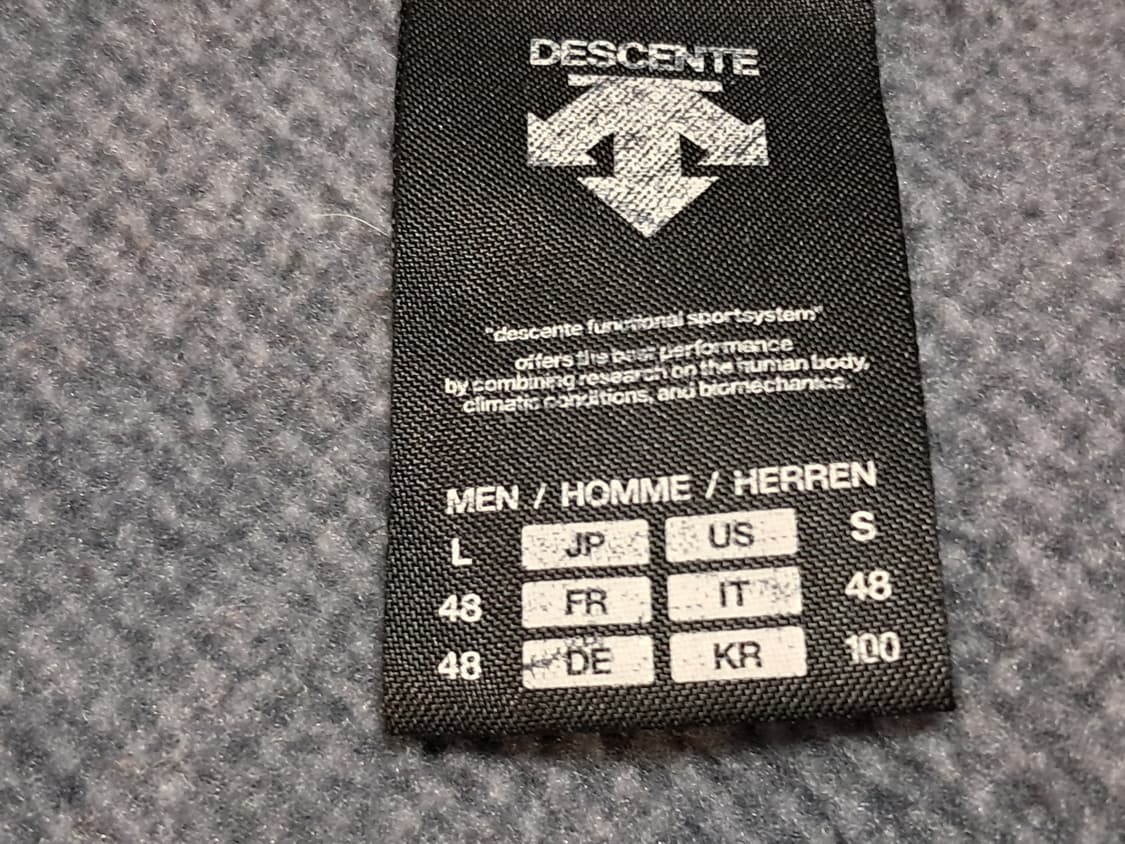 DESCENTE
"descente functional sportsystem"
offers the best performance
by combining research on the human body,
climatic conditions, and biomechanics.
MEN / HOMME / HERREN
L JP US S
48 FR IT 48
48 DE KR 100